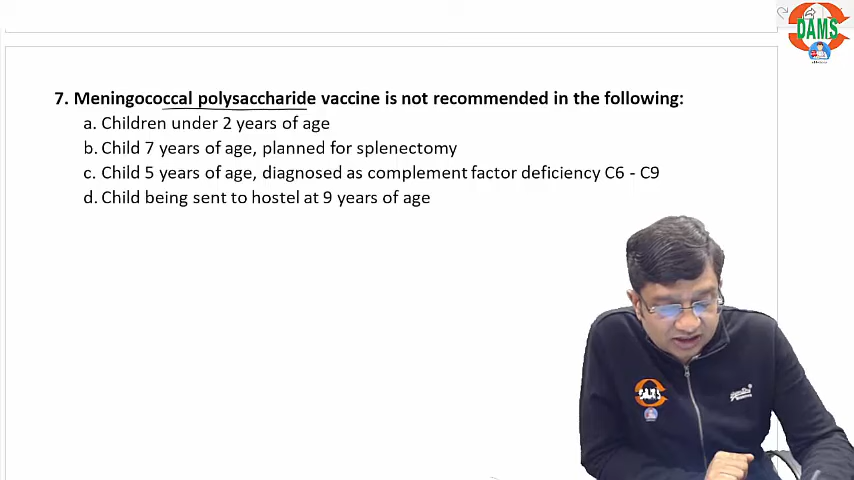 DAMS
7. Meningococcal polysaccharide vaccine is not recommended in the following:
a. Children under 2 years of age
b. Child 7 years of age, planned for splenectomy
c. Child 5 years of age, diagnosed as complement factor deficiency C6 - C9
d. Child being sent to hostel at 9 years of age
DAMS